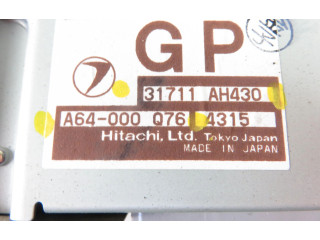 GP
31711 AH430
A64-000 Q76 4315
Hitachi, Ltd. Tokyo Japan
MADE IN JAPAN